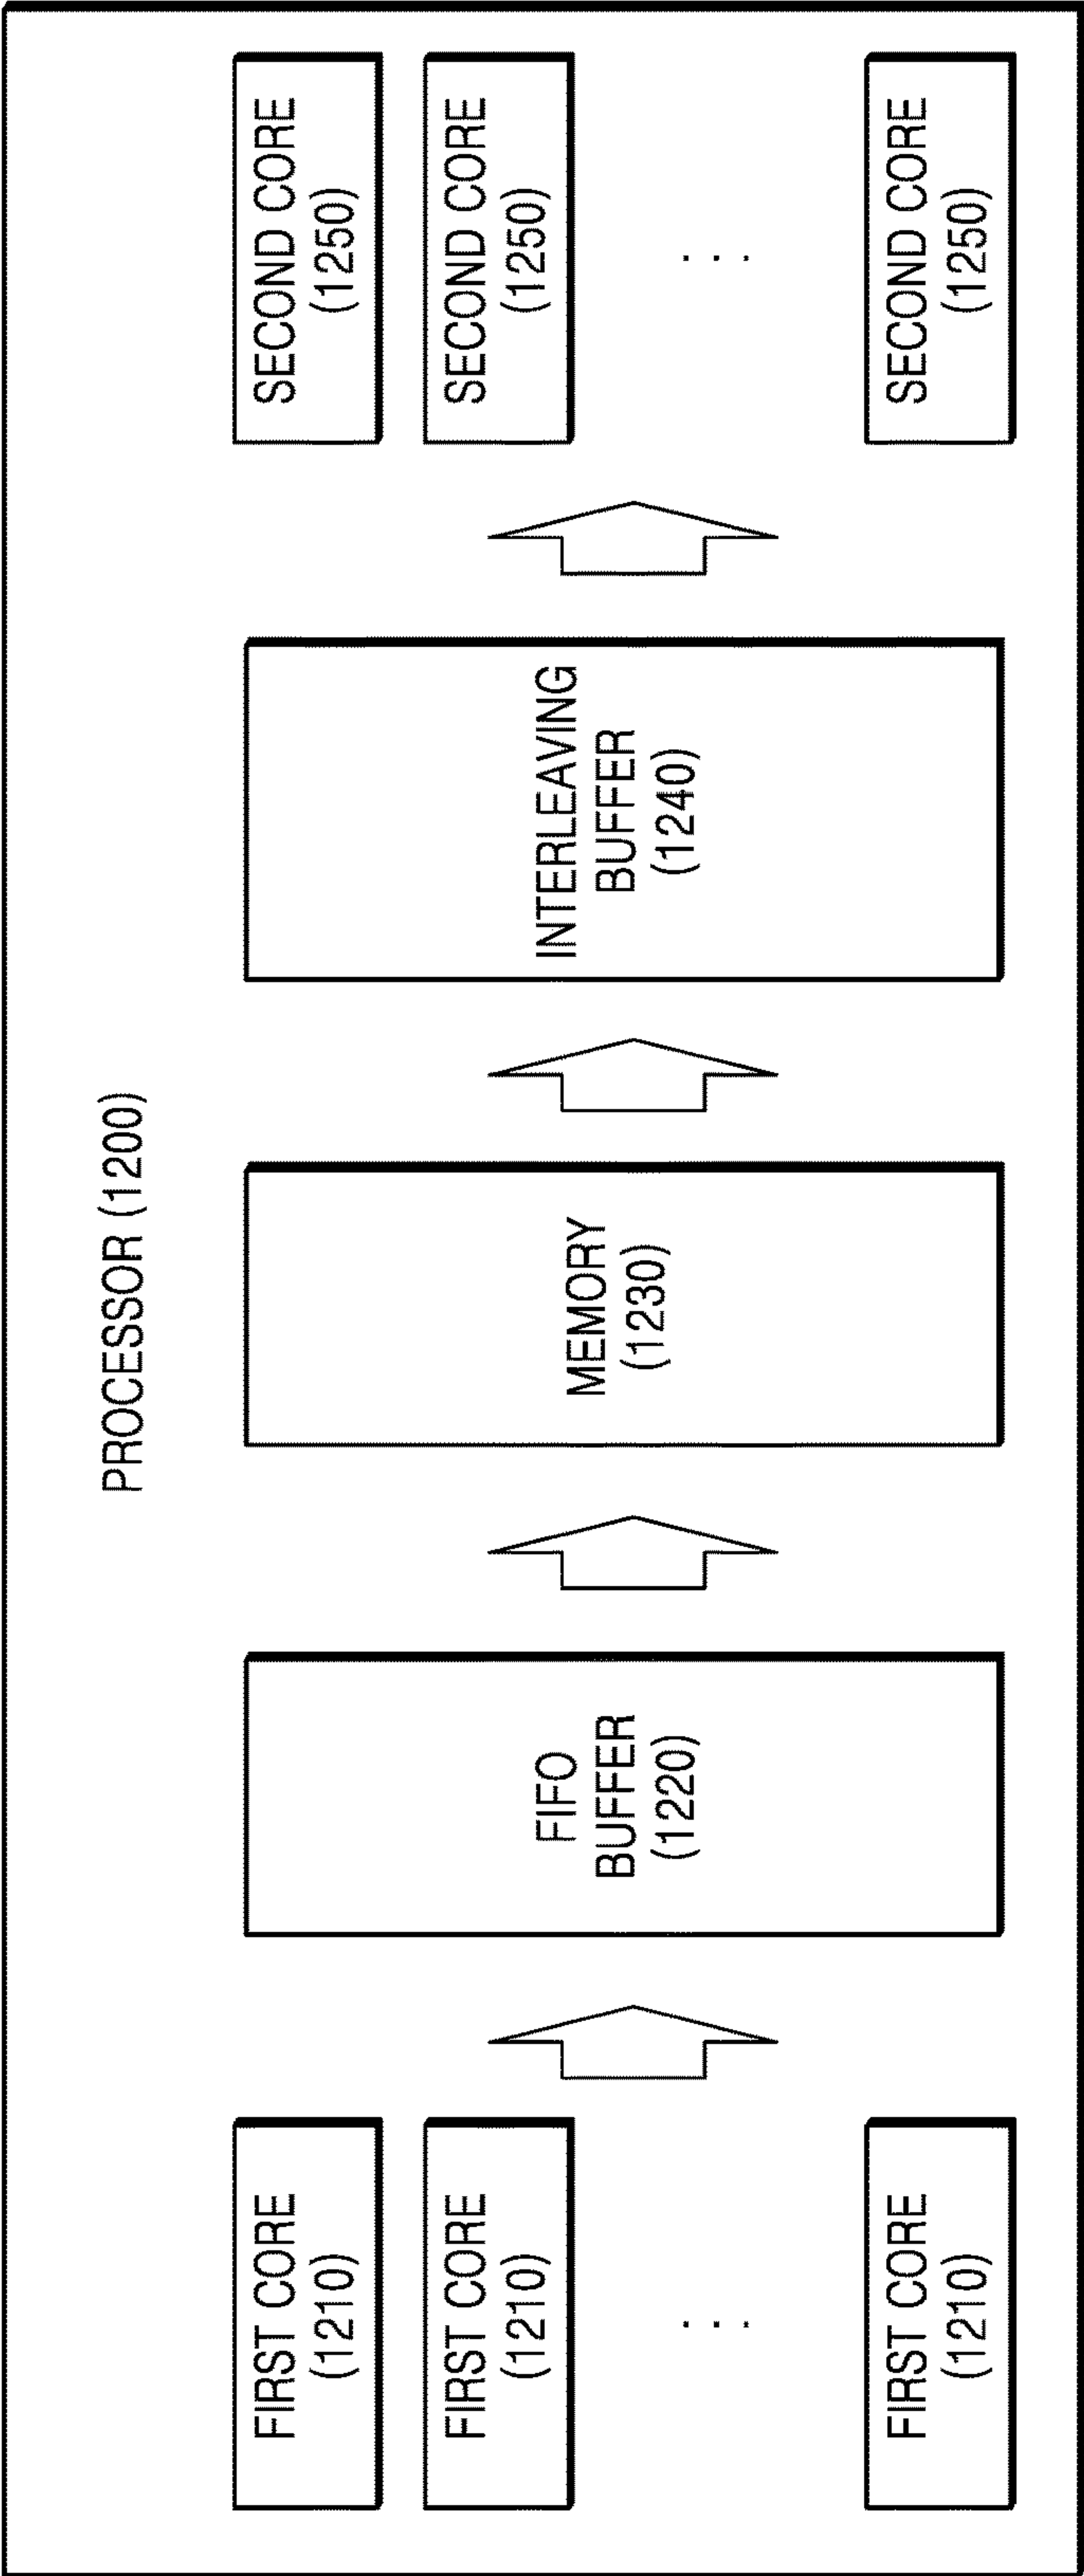 PROCESSOR (1200)
FIRST CORE
(1210)
FIRST CORE
(1210)
. . .
FIRST CORE
(1210)
FIFO
BUFFER
(1220)
MEMORY
(1230)
INTERLEAVING
BUFFER
(1240)
SECOND CORE
(1250)
SECOND CORE
(1250)
. . .
SECOND CORE
(1250)